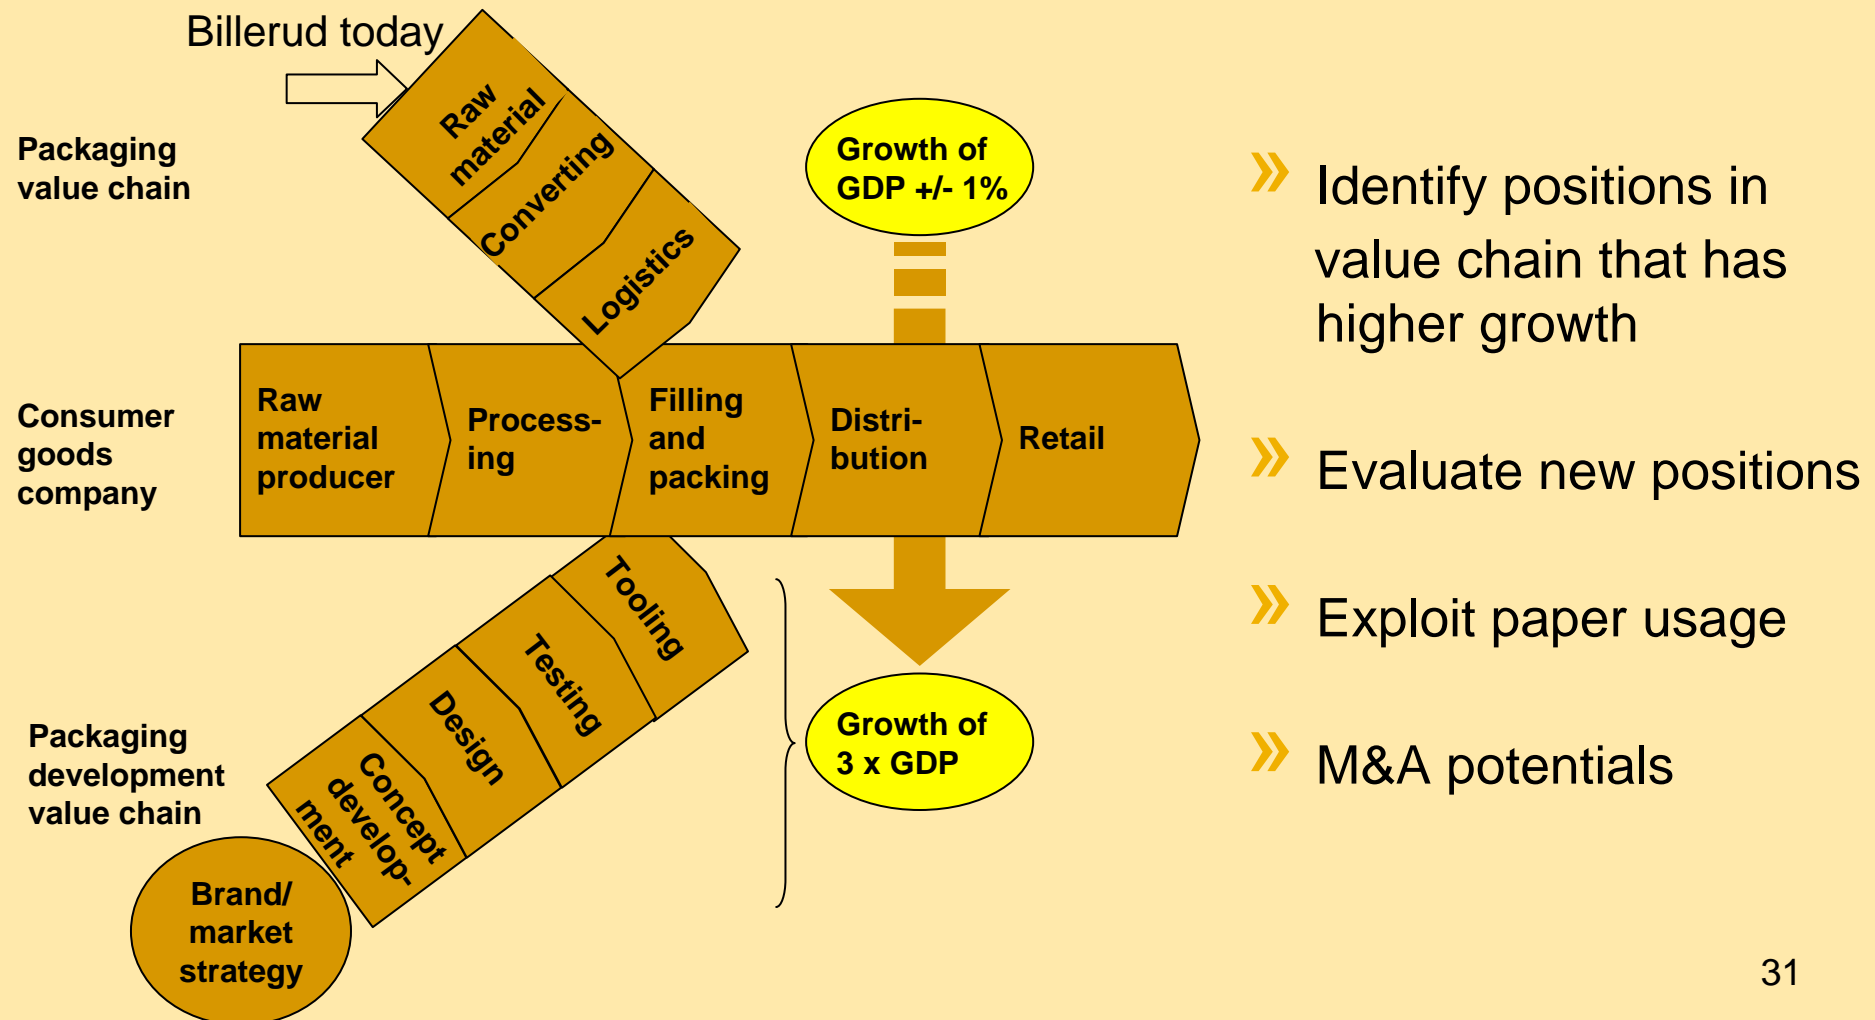 Billerud today
Packaging
value chain
Raw
material
Converting
Logistics
Growth of
GDP +/- 1%
Consumer
goods
company
Raw
material
producer
Process-
ing
Filling
and
packing
Distri-
bution
Retail
Packaging
development
value chain
Tooling
Testing
Design
Concept
develop-
ment
Brand/
market
strategy
Growth of
3 x GDP
» Identify positions in
value chain that has
higher growth
» Evaluate new positions
» Exploit paper usage
» M&A potentials
31